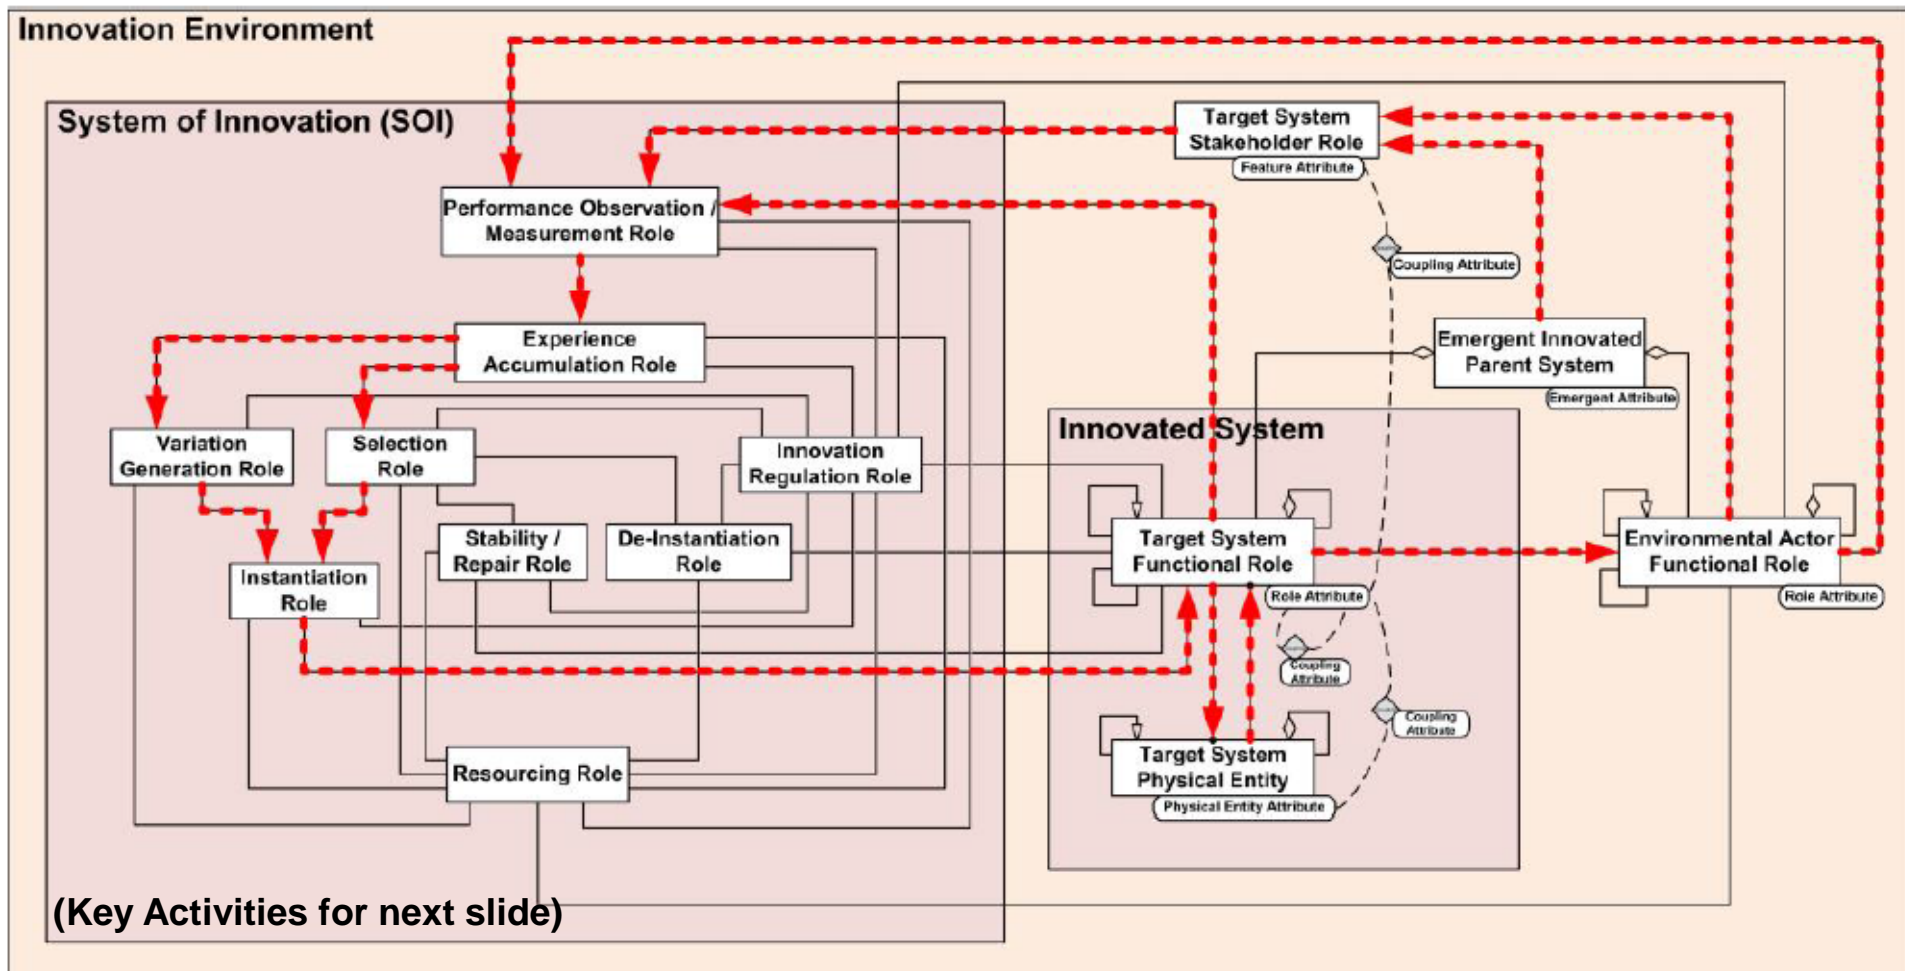 Innovation Environment
System of Innovation (SOI)
Target System
Stakeholder Role
Feature Attribute
Performance Observation /
Measurement Role
Coupling Attribute
Experience
Accumulation Role
Emergent Innovated
Parent System
Emergent Attribute
Variation
Generation Role
Selection
Role
Innovation
Regulation Role
Innovated System
Stability /
Repair Role
De-Instantiation
Role
Target System
Functional Role
Role Attribute
Environmental Actor
Functional Role
Role Attribute
Instantiation
Role
Coupling
Attribute
Coupling
Attribute
Resourcing Role
Target System
Physical Entity
Physical Entity Attribute
(Key Activities for next slide)